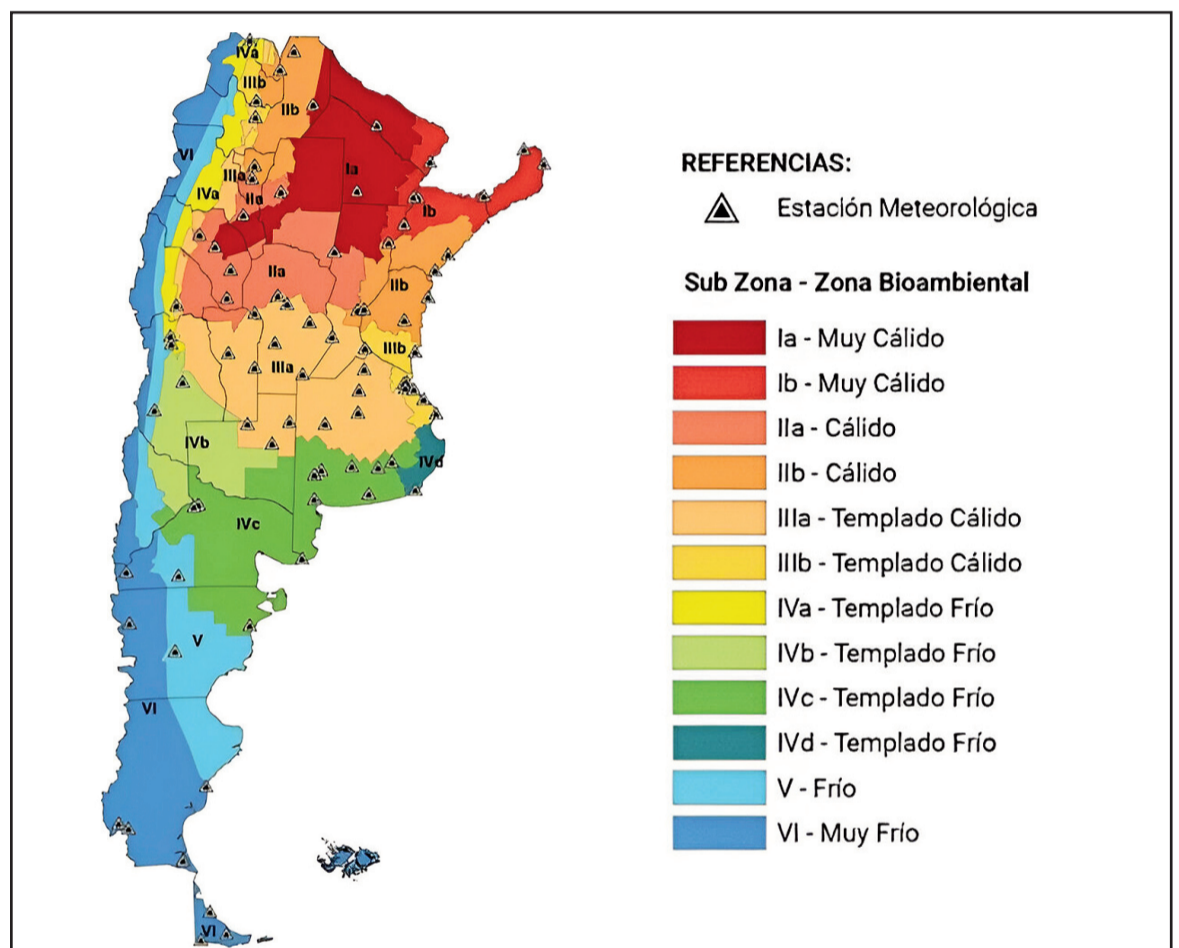 IVa
IIIb
IIb
VI
IIIa
Ia
IVa
IIa
Ib
IIa
IIb
IIIb
IIIa
IVb
IVd
IVc
V
VI
VI
REFERENCIAS:
Estación Meteorológica
Sub Zona - Zona Bioambiental
Ia - Muy Cálido
Ib - Muy Cálido
IIa - Cálido
IIb - Cálido
IIIa - Templado Cálido
IIIb - Templado Cálido
IVa - Templado Frío
IVb - Templado Frío
IVc - Templado Frío
IVd - Templado Frío
V - Frío
VI - Muy Frío